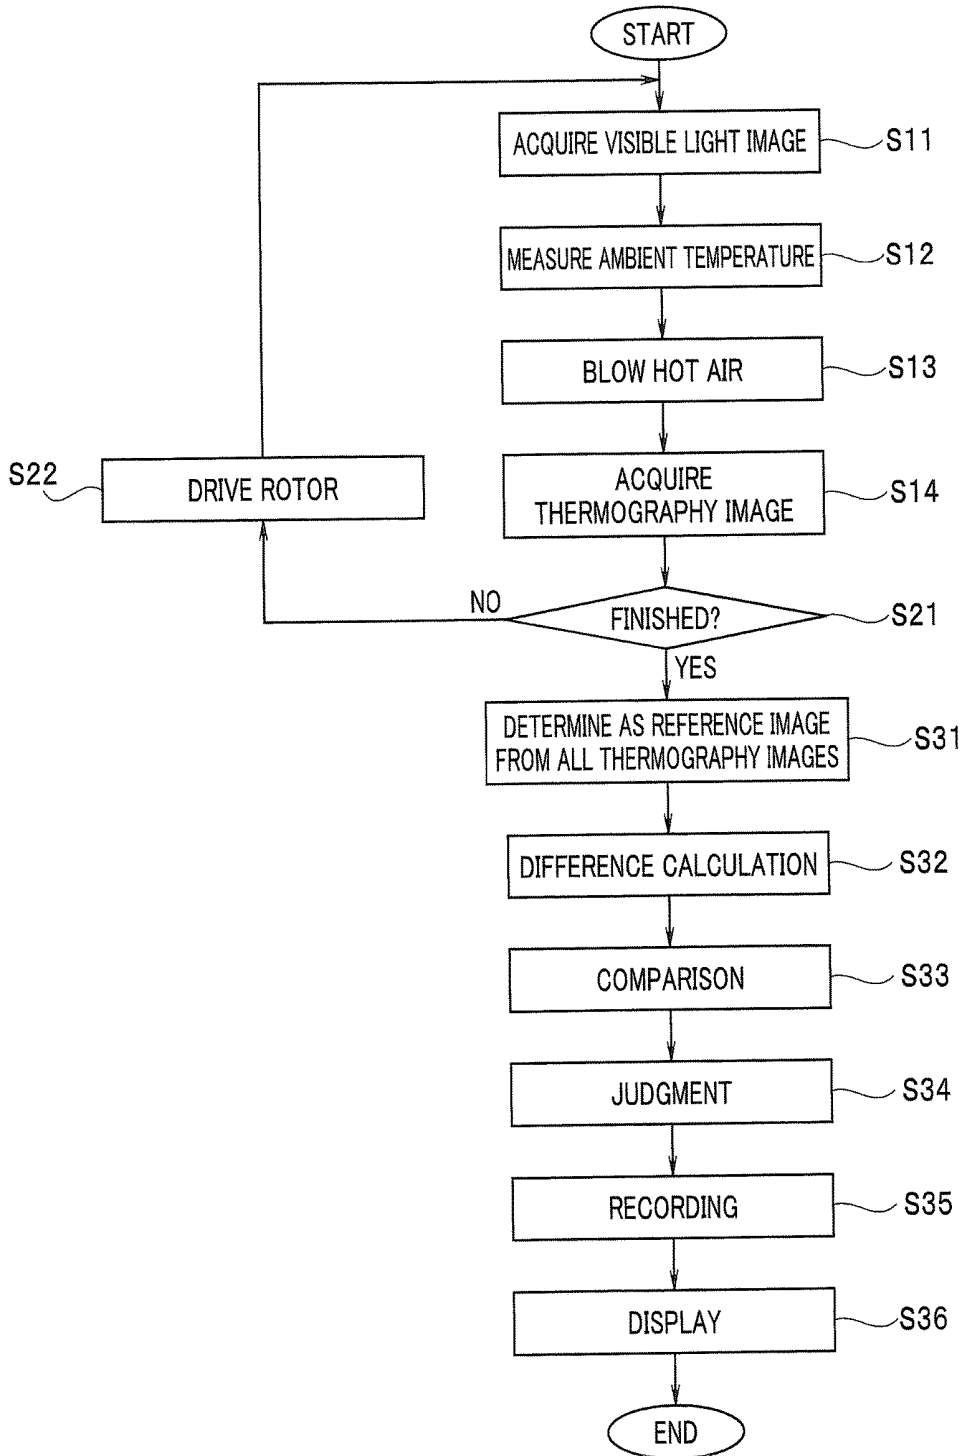 START
ACQUIRE VISIBLE LIGHT IMAGE
S11
MEASURE AMBIENT TEMPERATURE
S12
BLOW HOT AIR
S13
S22
DRIVE ROTOR
ACQUIRE
THERMOGRAPHY IMAGE
S14
NO
FINISHED?
S21
YES
DETERMINE AS REFERENCE IMAGE
FROM ALL THERMOGRAPHY IMAGES
S31
DIFFERENCE CALCULATION
S32
COMPARISON
S33
JUDGMENT
S34
RECORDING
S35
DISPLAY
S36
END